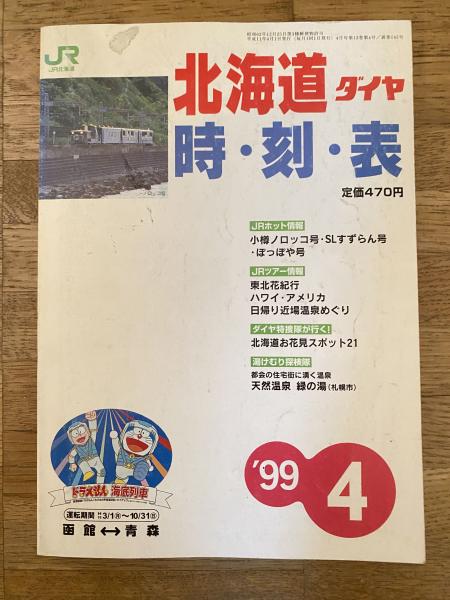 JR
JR北海道
北海道ダイヤ
時・刻・表
定価470円
JRホット情報
小樽ノロッコ号・SLすずらん号
・ぽっぽや号
JRツアー情報
東北花紀行
ハワイ・アメリカ
日帰り近場温泉めぐり
ダイヤ特捜隊が行く!
北海道お花見スポット21
湯けむり探検隊
都会の住宅街に湧く温泉
天然温泉 緑の湯(札幌市)
'99 4
ドラえもん 海底列車
運転期間 3/1㊊〜10/31㊐
函館↔青森